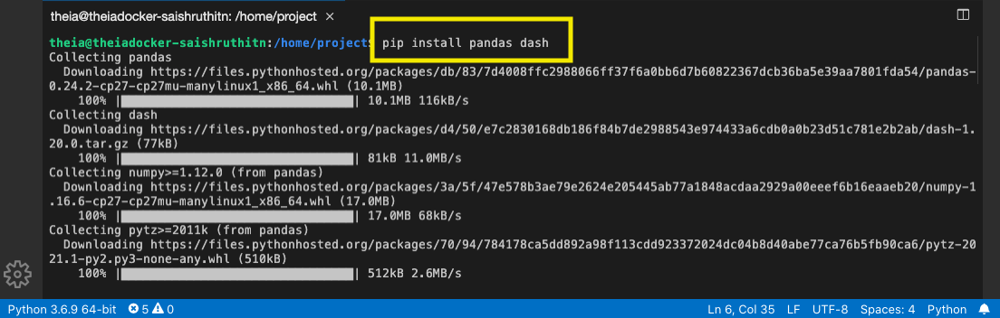 theia@theiadocker-saishruthitn: /home/project ×
theia@theiadocker-saishruthitn:/home/project$ pip install pandas dash
Collecting pandas
Downloading https://files.pythonhosted.org/packages/db/83/7d4008ffc2988066ff37f6a0bb6d7b60822367dcb36ba5e39aa7801fda54/pandas-
0.24.2-cp27-cp27mu-manylinux1_x86_64.whl (10.1MB)
100% |████████████████████████████████| 10.1MB 116kB/s
Collecting dash
Downloading https://files.pythonhosted.org/packages/d4/50/e7c2830168db186f84b7de2988543e974433a6cdb0a0b23d51c781e2b2ab/dash-1.
20.0.tar.gz (77kB)
100% |████████████████████████████████| 81kB 11.0MB/s
Collecting numpy>=1.12.0 (from pandas)
Downloading https://files.pythonhosted.org/packages/3a/5f/47e578b3ae79e2624e205445ab77a1848acdaa2929a00eeef6b16eaaeb20/numpy-1
.16.6-cp27-cp27mu-manylinux1_x86_64.whl (17.0MB)
100% |████████████████████████████████| 17.0MB 68kB/s
Collecting pytz>=2011k (from pandas)
Downloading https://files.pythonhosted.org/packages/70/94/784178ca5dd892a98f113cdd923372024dc04b8d40abe77ca76b5fb90ca6/pytz-20
21.1-py2.py3-none-any.whl (510kB)
100% |████████████████████████████████| 512kB 2.6MB/s
Python 3.6.9 64-bit 5 0 Ln 6, Col 35 LF UTF-8 Spaces: 4 Python